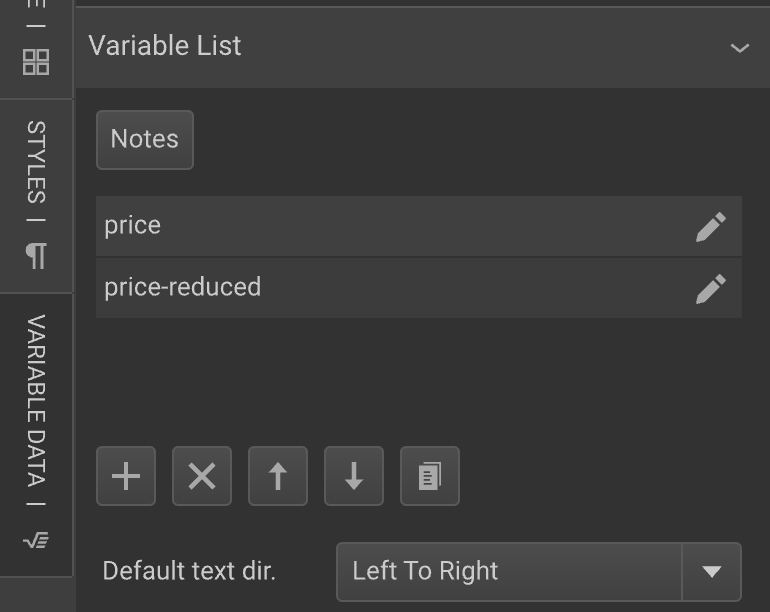 Variable List
Notes
price
price-reduced
Default text dir.
Left To Right
STYLES |
VARIABLE DATA |